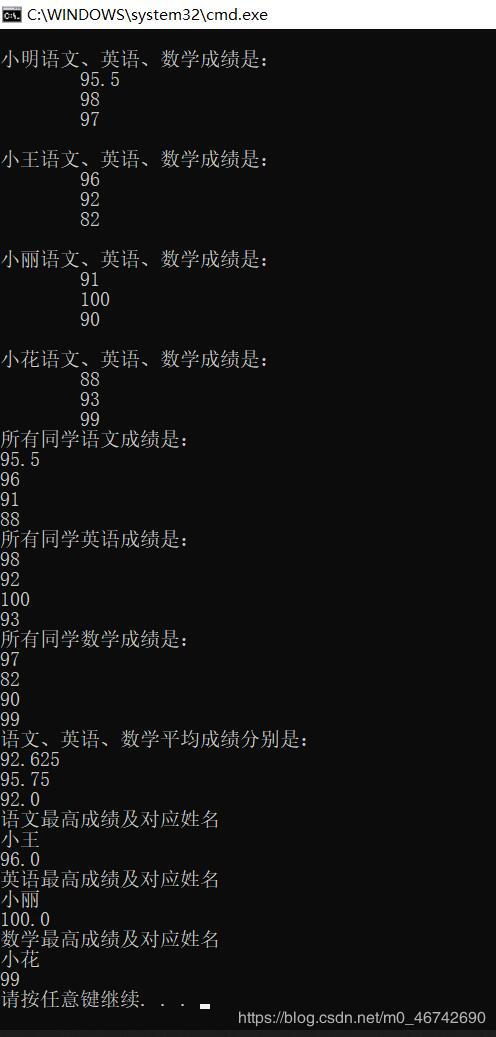 C:\WINDOWS\system32\cmd.exe
小明语文、英语、数学成绩是:
95.5
98
97
小王语文、英语、数学成绩是:
96
92
82
小丽语文、英语、数学成绩是:
91
100
90
小花语文、英语、数学成绩是:
88
93
99
所有同学语文成绩是:
95.5
96
91
88
所有同学英语成绩是:
98
92
100
93
所有同学数学成绩是:
97
82
90
99
语文、英语、数学平均成绩分别是:
92.625
95.75
92.0
语文最高成绩及对应姓名
小王
96.0
英语最高成绩及对应姓名
小丽
100.0
数学最高成绩及对应姓名
小花
99
请按任意键继续. . .
https://blog.csdn.net/m0_46742690